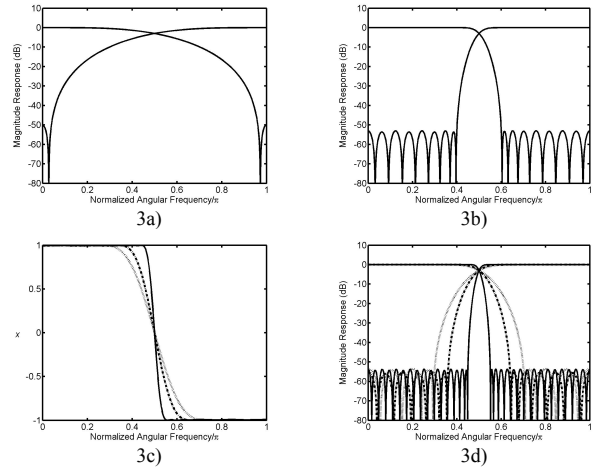 10
0
-10
-20
-30
-40
-50
-60
-70
-80
Magnitude Response (dB)
0 0.2 0.4 0.6 0.8 1
Normalized Angular Frequency/π
3a)
10
0
-10
-20
-30
-40
-50
-60
-70
-80
Magnitude Response (dB)
0 0.2 0.4 0.6 0.8 1
Normalized Angular Frequency/π
3b)
1
0.5
0
-0.5
-1
x
0 0.2 0.4 0.6 0.8 1
Normalized Angular Frequency/π
3c)
10
0
-10
-20
-30
-40
-50
-60
-70
-80
Magnitude Response (dB)
0 0.2 0.4 0.6 0.8 1
Normalized Angular Frequency/π
3d)